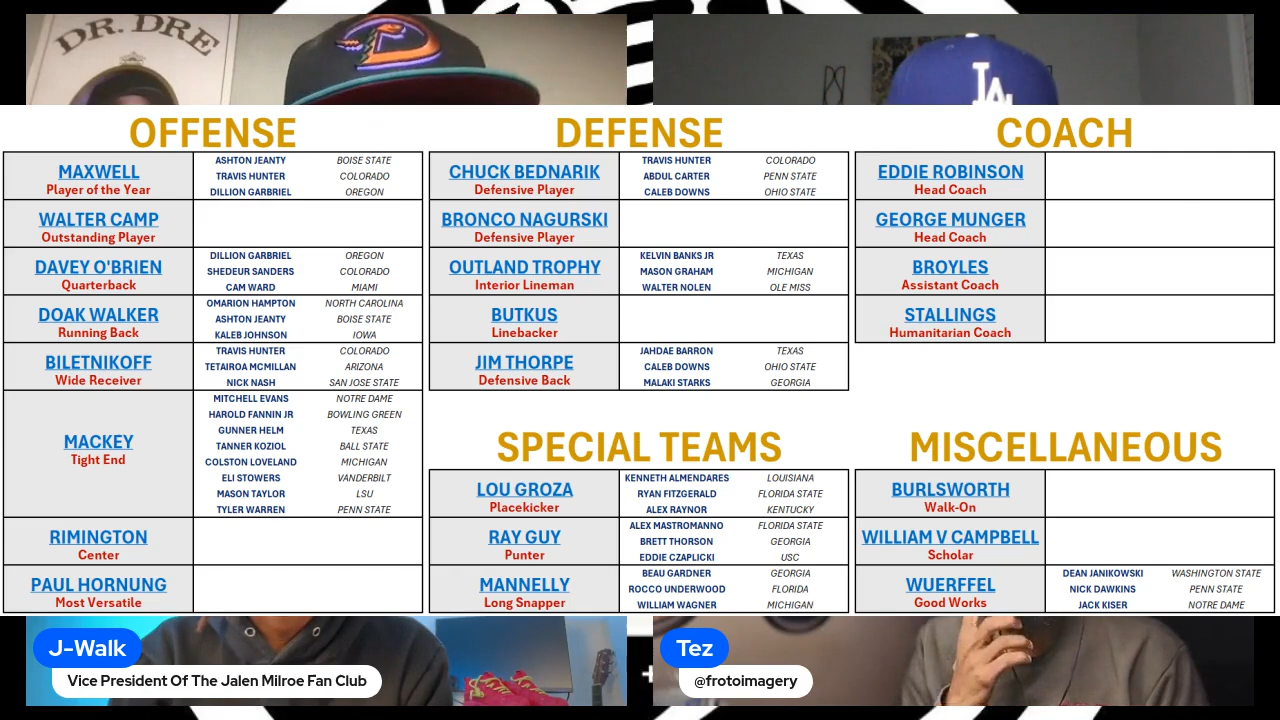 DR. DRE
LA
OFFENSE
MAXWELL
Player of the Year
ASHTON JEANTY BOISE STATE
TRAVIS HUNTER COLORADO
DILLION GARBRIEL OREGON
WALTER CAMP
Outstanding Player
DAVEY O'BRIEN
Quarterback
DILLION GARBRIEL OREGON
SHEDEUR SANDERS COLORADO
CAM WARD MIAMI
DOAK WALKER
Running Back
OMARION HAMPTON NORTH CAROLINA
ASHTON JEANTY BOISE STATE
KALEB JOHNSON IOWA
BILETNIKOFF
Wide Receiver
TRAVIS HUNTER COLORADO
TETAIROA MCMILLAN ARIZONA
NICK NASH SAN JOSE STATE
MACKEY
Tight End
MITCHELL EVANS NOTRE DAME
HAROLD FANNIN JR BOWLING GREEN
GUNNER HELM TEXAS
TANNER KOZIOL BALL STATE
COLSTON LOVELAND MICHIGAN
ELI STOWERS VANDERBILT
MASON TAYLOR LSU
TYLER WARREN PENN STATE
RIMINGTON
Center
PAUL HORNUNG
Most Versatile
DEFENSE
CHUCK BEDNARIK
Defensive Player
TRAVIS HUNTER COLORADO
ABDUL CARTER PENN STATE
CALEB DOWNS OHIO STATE
BRONCO NAGURSKI
Defensive Player
OUTLAND TROPHY
Interior Lineman
KELVIN BANKS JR TEXAS
MASON GRAHAM MICHIGAN
WALTER NOLEN OLE MISS
BUTKUS
Linebacker
JIM THORPE
Defensive Back
JAHDAE BARRON TEXAS
CALEB DOWNS OHIO STATE
MALAKI STARKS GEORGIA
SPECIAL TEAMS
LOU GROZA
Placekicker
KENNETH ALMENDARES LOUISIANA
RYAN FITZGERALD FLORIDA STATE
ALEX RAYNOR KENTUCKY
RAY GUY
Punter
ALEX MASTROMANNO FLORIDA STATE
BRETT THORSON GEORGIA
EDDIE CZAPLICKI USC
MANNELLY
Long Snapper
BEAU GARDNER GEORGIA
ROCCO UNDERWOOD FLORIDA
WILLIAM WAGNER MICHIGAN
COACH
EDDIE ROBINSON
Head Coach
GEORGE MUNGER
Head Coach
BROYLES
Assistant Coach
STALLINGS
Humanitarian Coach
MISCELLANEOUS
BURLSWORTH
Walk-On
WILLIAM V CAMPBELL
Scholar
WUERFFEL
Good Works
DEAN JANIKOWSKI WASHINGTON STATE
NICK DAWKINS PENN STATE
JACK KISER NOTRE DAME
J-Walk
Vice President Of The Jalen Milroe Fan Club
Tez
@frotoimagery